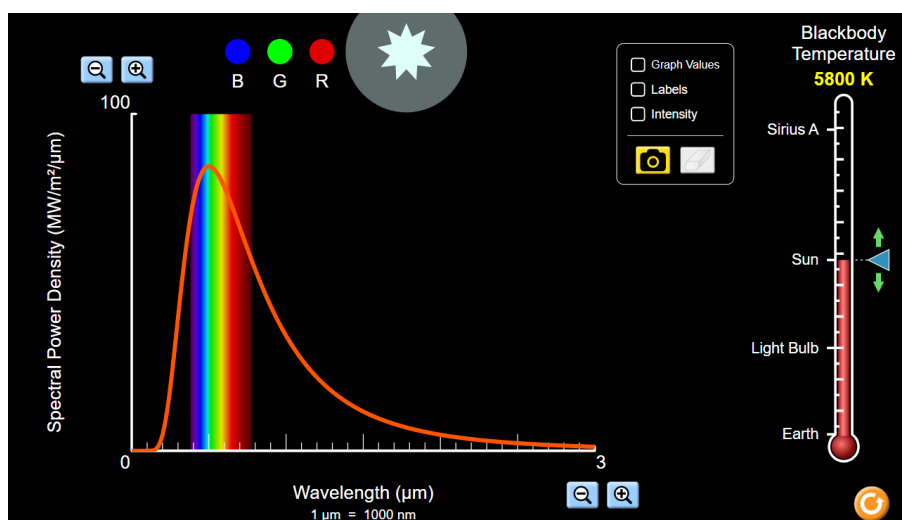 Blackbody
Temperature
5800 K
B
G
R
Graph Values
Labels
Intensity
100
Spectral Power Density (MW/m²/μm)
Sirius A
Sun
Light Bulb
Earth
0
3
Wavelength (μm)
1 μm = 1000 nm